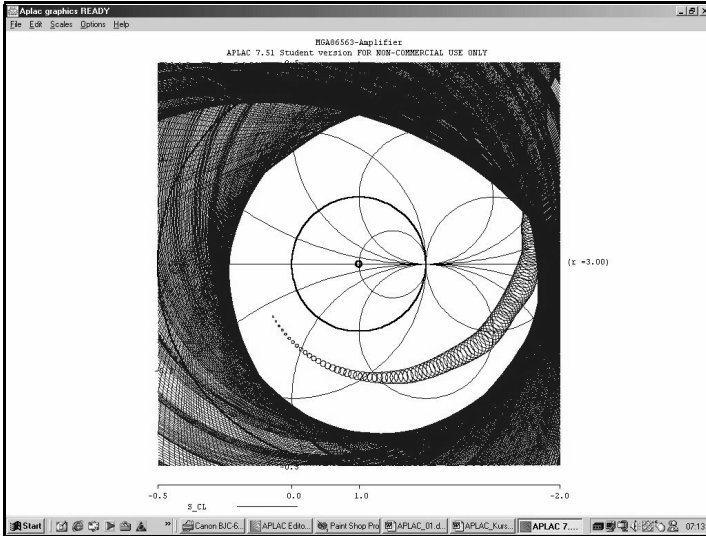 Aplac graphics READY
File Edit Scales Options Help
MGA86563-Amplifier
APLAC 7.51 Student version FOR NON-COMMERCIAL USE ONLY
(r =3.00)
-0.5 0.0 1.0 -2.0
S_CL
Start » Canon BJC-6... APLAC Edito... Paint Shop Pro APLAC_01.d... APLAC_Kurs... APLAC 7.... 07:13